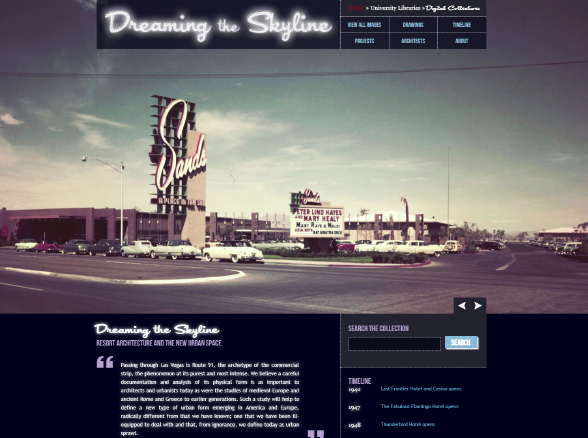 Dreaming the Skyline
> University Libraries > Digital Collections
VIEW ALL IMAGES
DRAWINGS
TIMELINE
PROJECTS
ARCHITECTS
ABOUT
Sands
A PLACE IN THE SUN
Sands
PETER LIND HAYES
AND MARY HEALY
Dreaming the Skyline
RESORT ARCHITECTURE AND THE NEW URBAN SPACE
SEARCH THE COLLECTION
SEARCH
“
Passing through Las Vegas is Route 91, the archetype of the commercial
strip, the phenomenon at its purest and most intense. We believe a careful
documentation and analysis of its physical form is as important to
architects and urbanists today as were the studies of medieval Europe and
ancient Rome and Greece to earlier generations. Such a study will help to
define a new type of urban form emerging in America and Europe,
radically different from that we have known; one that we have been ill-
equipped to deal with and that, from ignorance, we define today as urban
sprawl.
”
TIMELINE
1942 Last Frontier Hotel and Casino opens
1947 The Fabulous Flamingo Hotel opens
1948 Thunderbird Hotel opens